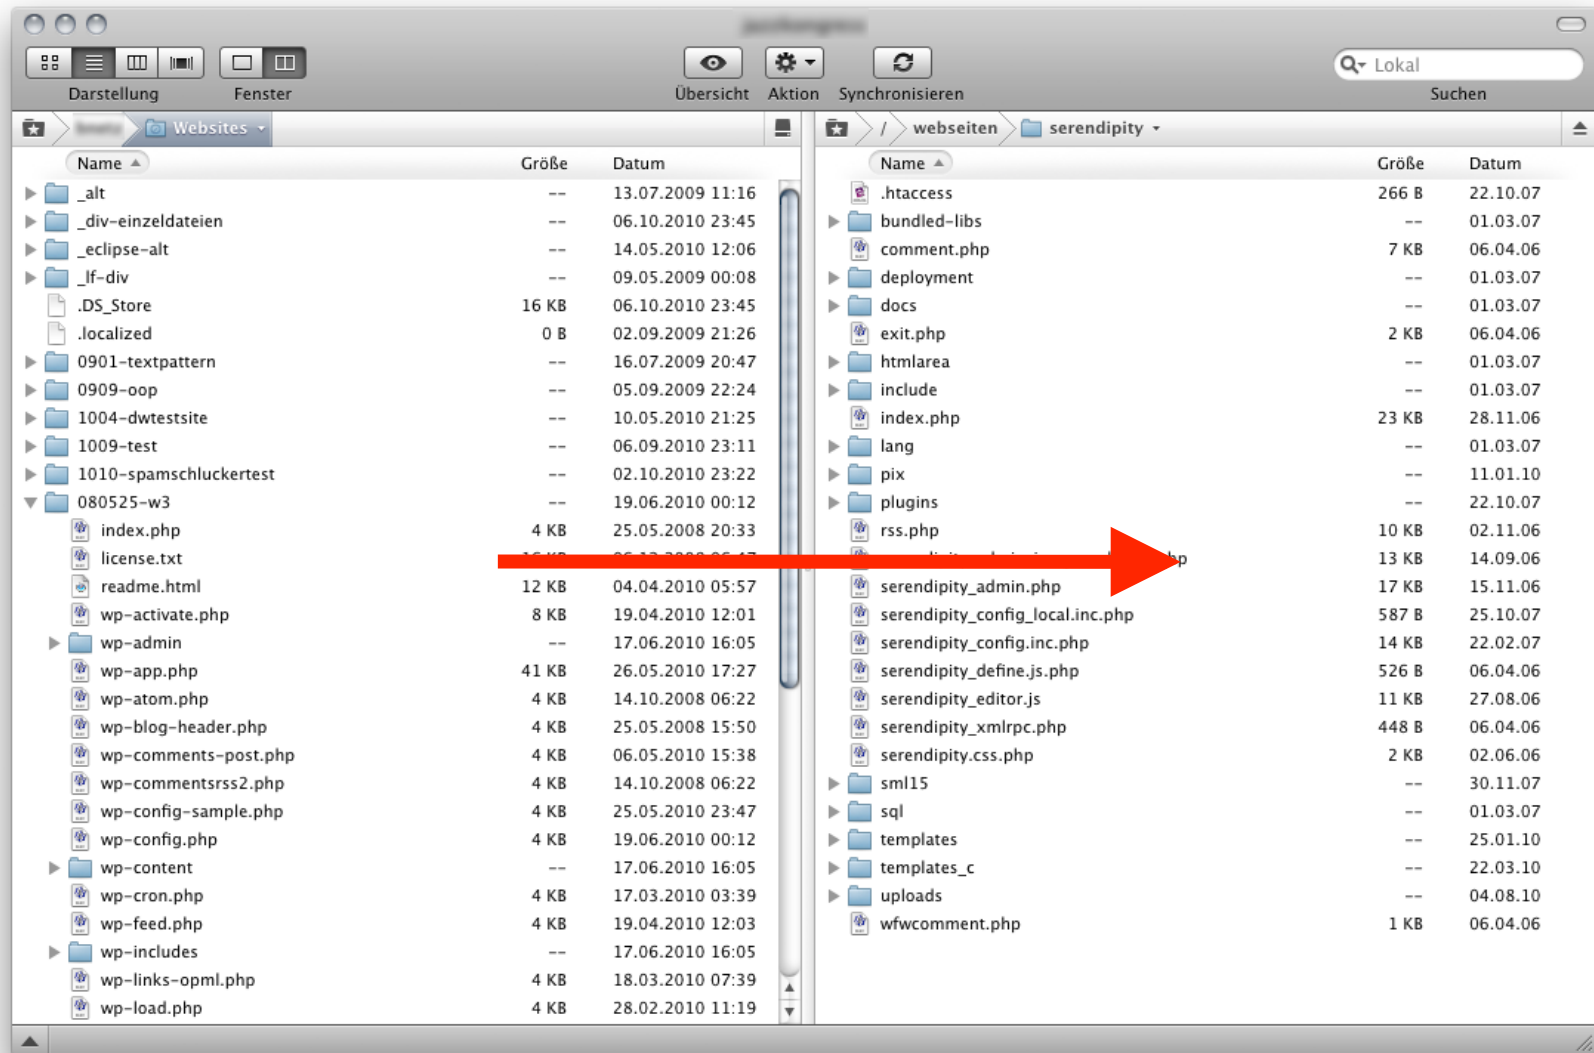 Darstellung Fenster Übersicht Aktion Synchronisieren Lokal Suchen
Websites
/ webseiten serendipity
Name Größe Datum
_alt -- 13.07.2009 11:16
_div-einzeldateien -- 06.10.2010 23:45
_eclipse-alt -- 14.05.2010 12:06
_lf-div -- 09.05.2009 00:08
.DS_Store 16 KB 06.10.2010 23:45
.localized 0 B 02.09.2009 21:26
0901-textpattern -- 16.07.2009 20:47
0909-oop -- 05.09.2009 22:24
1004-dwtestsite -- 10.05.2010 21:25
1009-test -- 06.09.2010 23:11
1010-spamschluckertest -- 02.10.2010 23:22
080525-w3 -- 19.06.2010 00:12
index.php 4 KB 25.05.2008 20:33
license.txt
readme.html 12 KB 04.04.2010 05:57
wp-activate.php 8 KB 19.04.2010 12:01
wp-admin -- 17.06.2010 16:05
wp-app.php 41 KB 26.05.2010 17:27
wp-atom.php 4 KB 14.10.2008 06:22
wp-blog-header.php 4 KB 25.05.2008 15:50
wp-comments-post.php 4 KB 06.05.2010 15:38
wp-commentsrss2.php 4 KB 14.10.2008 06:22
wp-config-sample.php 4 KB 25.05.2010 23:47
wp-config.php 4 KB 19.06.2010 00:12
wp-content -- 17.06.2010 16:05
wp-cron.php 4 KB 17.03.2010 03:39
wp-feed.php 4 KB 19.04.2010 12:03
wp-includes -- 17.06.2010 16:05
wp-links-opml.php 4 KB 18.03.2010 07:39
wp-load.php 4 KB 28.02.2010 11:19
Name Größe Datum
.htaccess 266 B 22.10.07
bundled-libs -- 01.03.07
comment.php 7 KB 06.04.06
deployment -- 01.03.07
docs -- 01.03.07
exit.php 2 KB 06.04.06
htmlarea -- 01.03.07
include -- 01.03.07
index.php 23 KB 28.11.06
lang -- 01.03.07
pix -- 11.01.10
plugins -- 22.10.07
rss.php 10 KB 02.11.06
13 KB 14.09.06
serendipity_admin.php 17 KB 15.11.06
serendipity_config_local.inc.php 587 B 25.10.07
serendipity_config.inc.php 14 KB 22.02.07
serendipity_define.js.php 526 B 06.04.06
serendipity_editor.js 11 KB 27.08.06
serendipity_xmlrpc.php 448 B 06.04.06
serendipity.css.php 2 KB 02.06.06
sml15 -- 30.11.07
sql -- 01.03.07
templates -- 25.01.10
templates_c -- 22.03.10
uploads -- 04.08.10
wfwcomment.php 1 KB 06.04.06